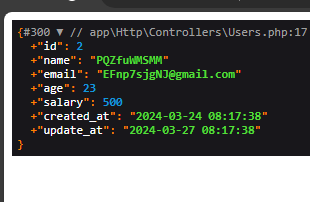 {#300 ▼ // app\Http\Controllers\Users.php:17
+"id": 2
+"name": "PQZfuWMSMM"
+"email": "EFnp7sjgNJ@gmail.com"
+"age": 23
+"salary": 500
+"created_at": "2024-03-24 08:17:38"
+"update_at": "2024-03-27 08:17:38"
}